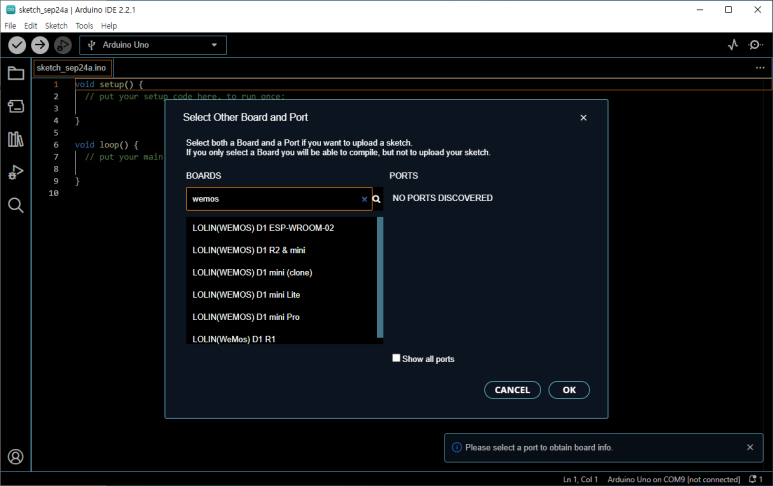 sketch_sep24a | Arduino IDE 2.2.1
File Edit Sketch Tools Help
Arduino Uno
sketch_sep24a.ino
1 void setup() {
2 // put your setup code here, to run once:
3
4 }
5
6 void loop() {
7 // put your main
8
9 }
10
Select Other Board and Port
Select both a Board and a Port if you want to upload a sketch.
If you only select a Board you will be able to compile, but not to upload your sketch.
BOARDS
PORTS
wemos
NO PORTS DISCOVERED
LOLIN(WEMOS) D1 ESP-WROOM-02
LOLIN(WEMOS) D1 R2 & mini
LOLIN(WEMOS) D1 mini (clone)
LOLIN(WEMOS) D1 mini Lite
LOLIN(WEMOS) D1 mini Pro
LOLIN(WeMos) D1 R1
Show all ports
CANCEL
OK
Please select a port to obtain board info.
Ln 1, Col 1 Arduino Uno on COM9 [not connected] 1